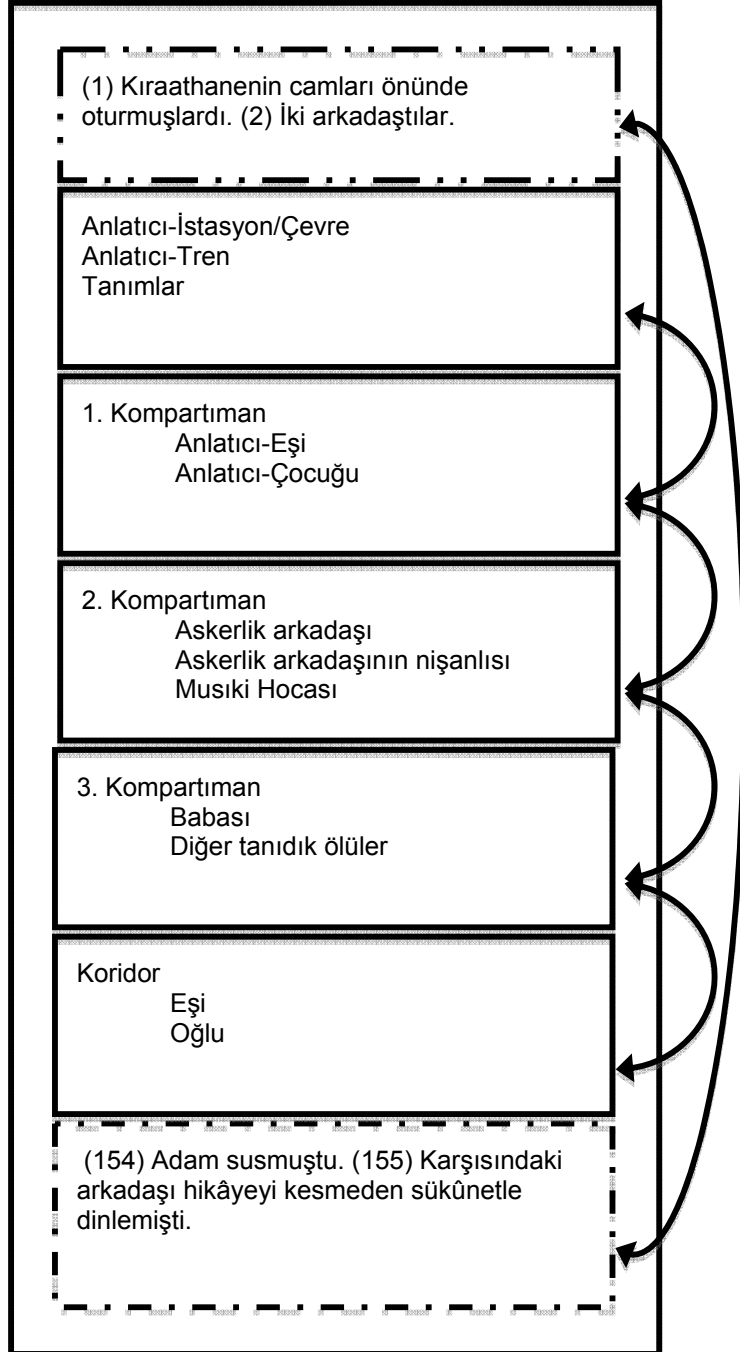 (1) Kıraathanenin camları önünde
oturmuşlardı. (2) İki arkadaştılar.
Anlatıcı-İstasyon/Çevre
Anlatıcı-Tren
Tanımlar
1. Kompartıman
Anlatıcı-Eşi
Anlatıcı-Çocuğu
2. Kompartıman
Askerlik arkadaşı
Askerlik arkadaşının nişanlısı
Musıki Hocası
3. Kompartıman
Babası
Diğer tanıdık ölüler
Koridor
Eşi
Oğlu
(154) Adam susmuştu. (155) Karşısındaki
arkadaşı hikâyeyi kesmeden sükûnetle
dinlemişti.